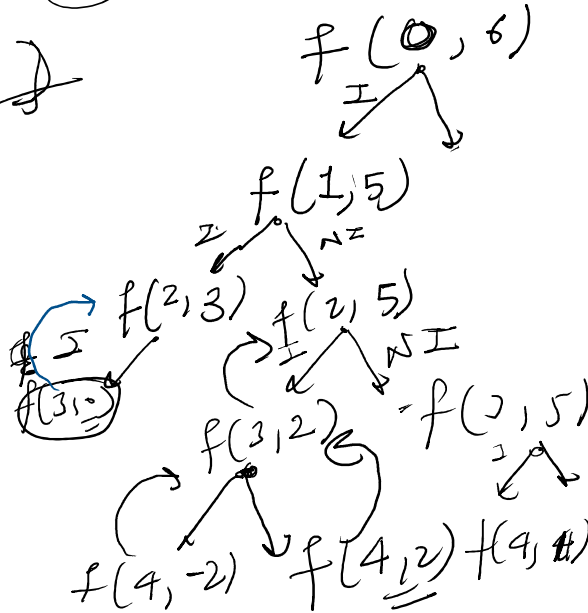 f(0, 6)
I
f(1, 5)
I NI
f(2, 3) f(2, 5)
I I NI
f(3, 0) f(3, 2) f(3, 5)
I
f(4, -2) f(4, 2) f(4,